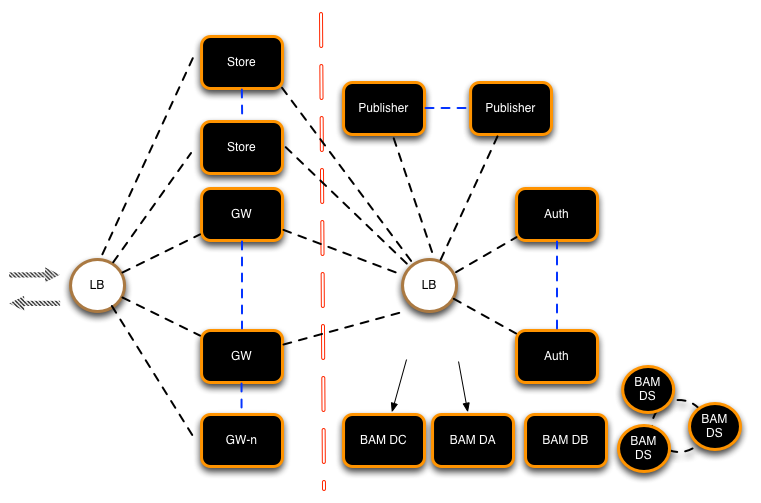 Store
Publisher
Publisher
Store
GW
Auth
LB
LB
GW
Auth
BAM
DS
BAM
DS
GW-n
BAM DC
BAM DA
BAM DB
BAM
DS